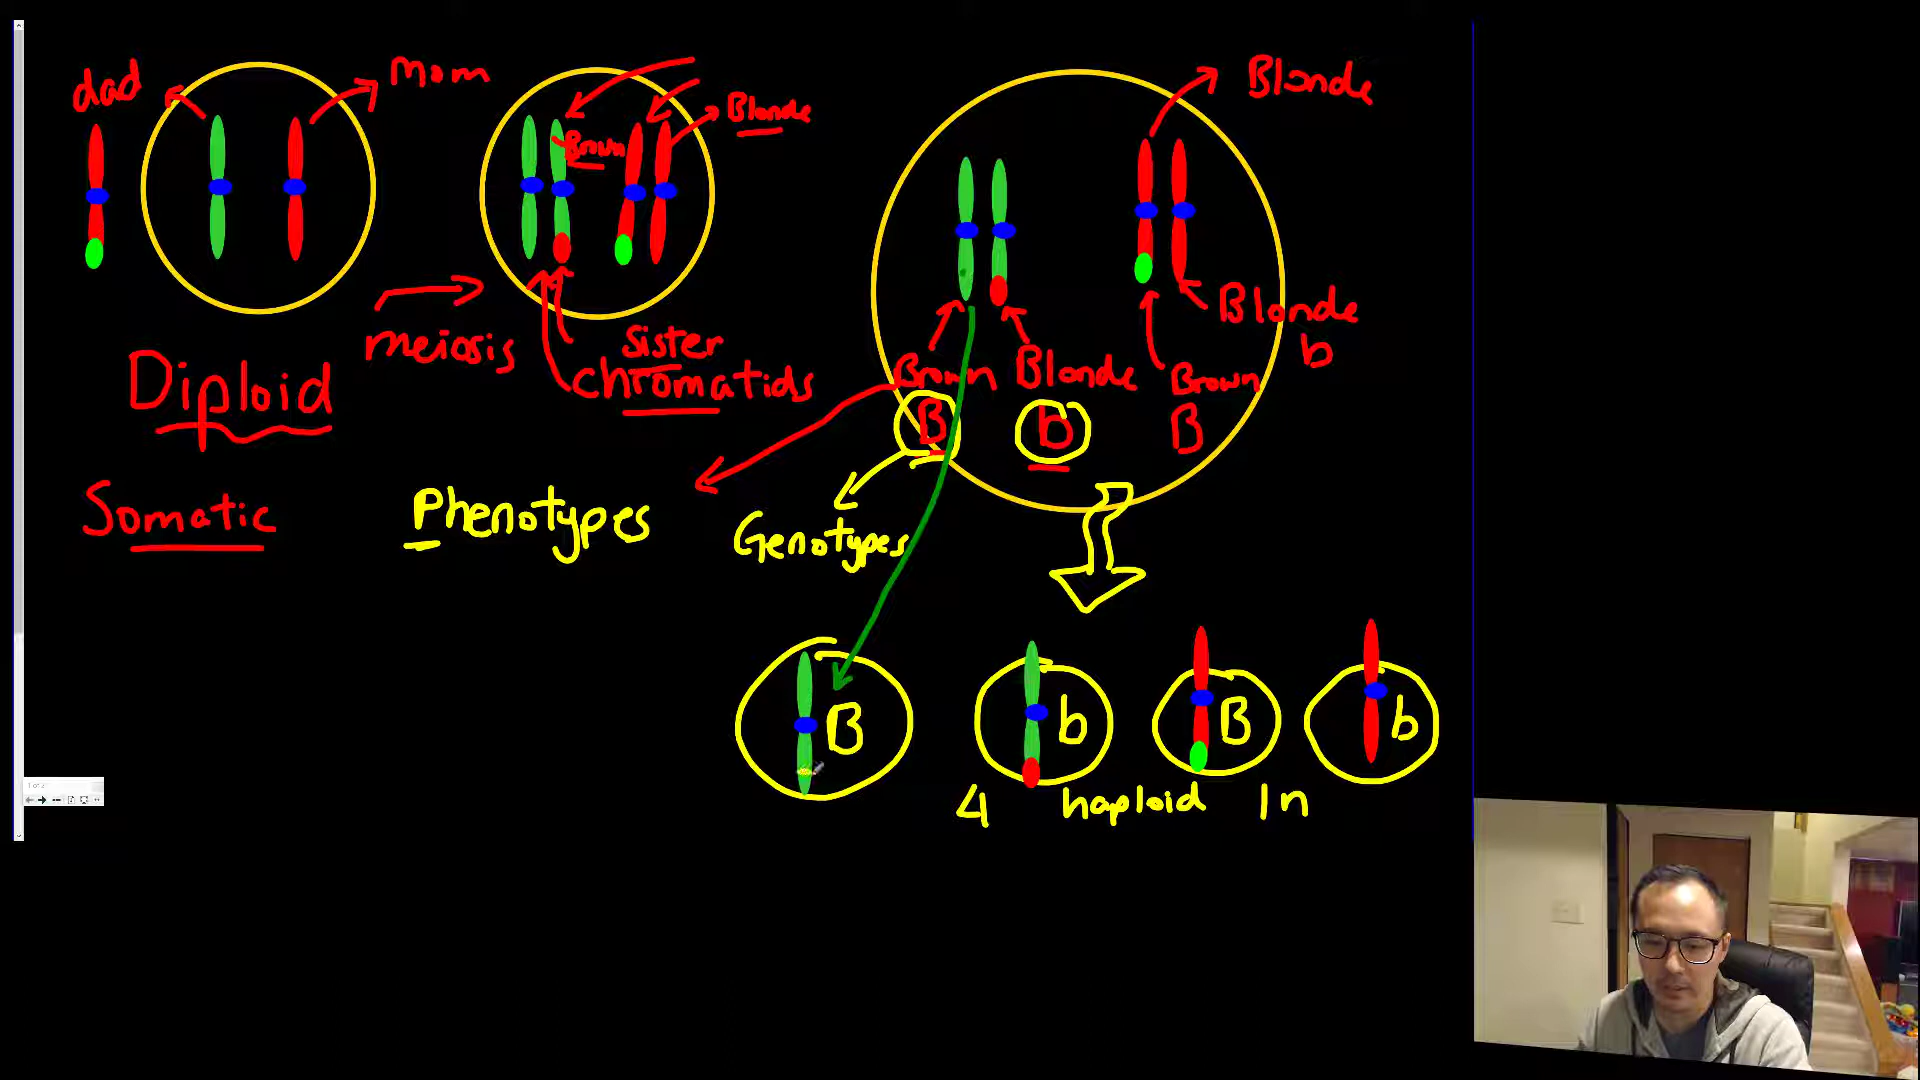 dad
Mom
Brown
Blonde
Blonde
meiosis
Sister
chromatids
Diploid
Somatic
Brown
Blonde
Blonde
b
Brown
B
b
B
Phenotypes
Genotypes
B
b
B
b
4 haploid 1n